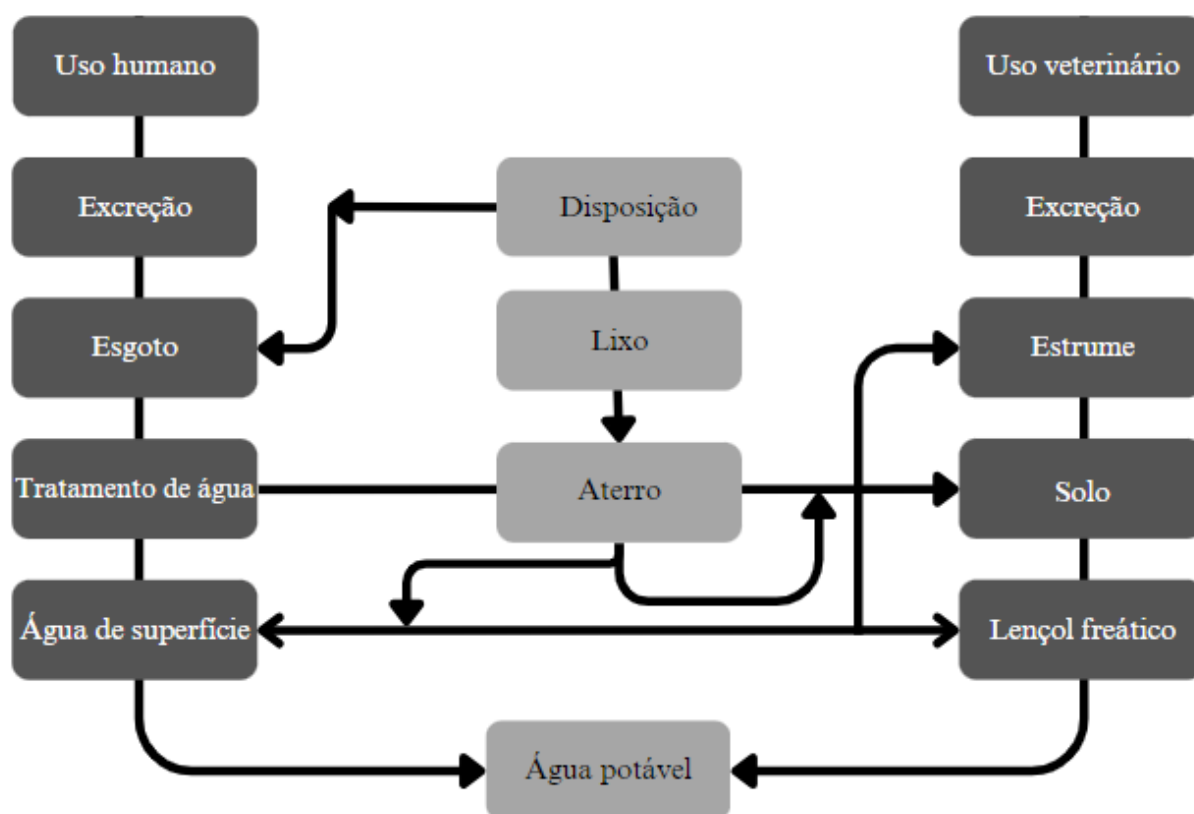 Uso humano
Uso veterinário
Excreção
Disposição
Excreção
Esgoto
Lixo
Estrume
Tratamento de água
Aterro
Solo
Água de superfície
Lençol freático
Água potável